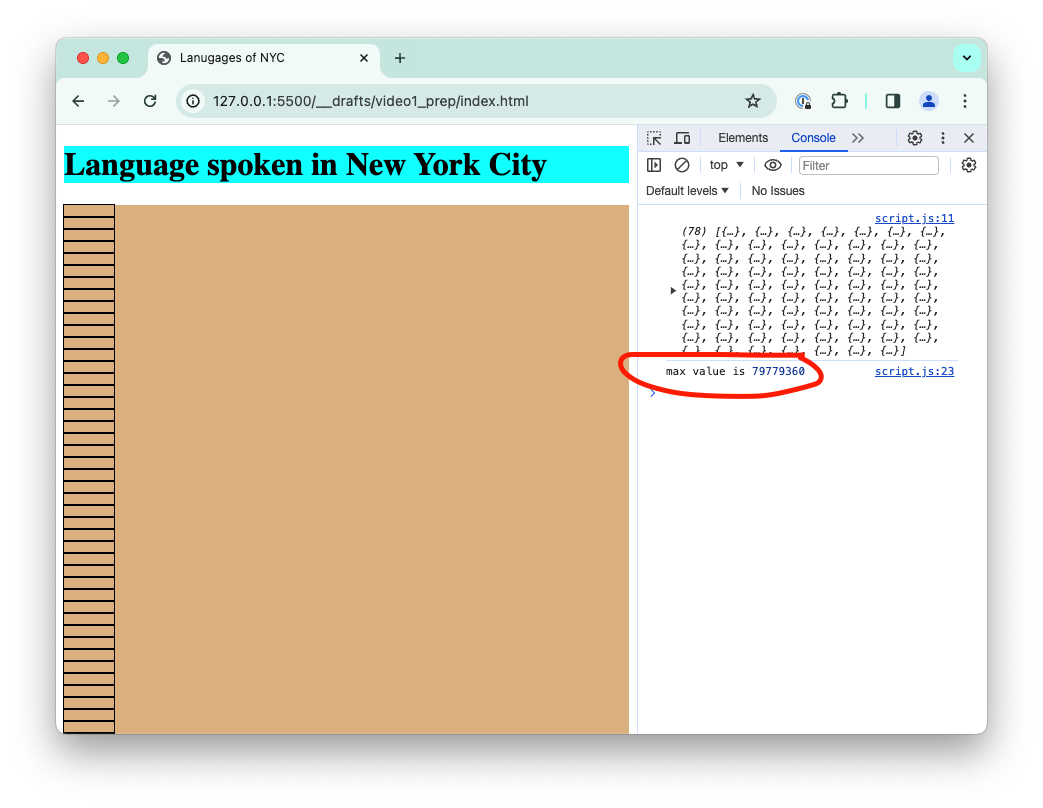 Lanugages of NYC
127.0.0.1:5500/__drafts/video1_prep/index.html
Language spoken in New York City
Elements Console
top Filter
Default levels No Issues
script.js:11
(78) [{…}, {…}, {…}, {…}, {…}, {…}, {…},
{…}, {…}, {…}, {…}, {…}, {…}, {…}, {…},
{…}, {…}, {…}, {…}, {…}, {…}, {…}, {…},
{…}, {…}, {…}, {…}, {…}, {…}, {…}, {…},
{…}, {…}, {…}, {…}, {…}, {…}, {…}, {…},
{…}, {…}, {…}, {…}, {…}, {…}, {…}, {…},
{…}, {…}, {…}, {…}, {…}, {…}, {…}, {…},
{…}, {…}, {…}, {…}, {…}, {…}, {…}, {…},
{…}, {…}, {…}, {…}, {…}, {…}, {…}, {…},
{…}, {…}, {…}, {…}, {…}, {…}, {…}]
max value is 79779360 script.js:23